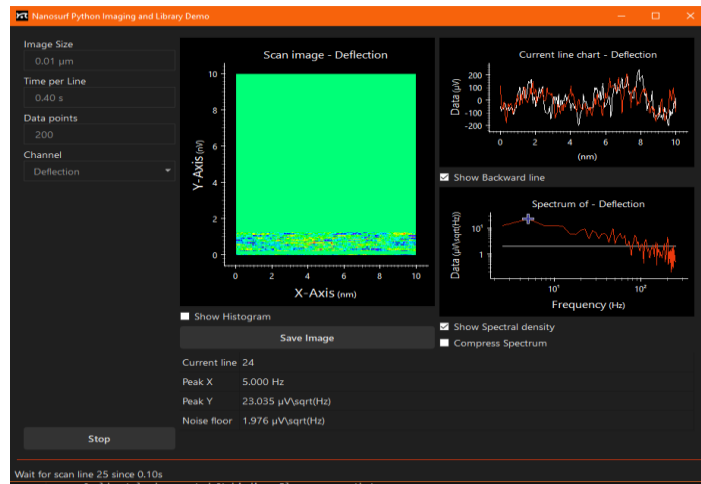 Nanosurf Python Imaging and Library Demo
Image Size
0.01 µm
Time per Line
0.40 s
Data points
200
Channel
Deflection
Stop
Scan image - Deflection
10
8
6
4
2
0
Y-Axis (nV)
0 2 4 6 8 10
X-Axis (nm)
Show Histogram
Save Image
Current line chart - Deflection
200
100
0
-100
-200
Data (µV)
0 2 4 6 8 10
(nm)
Show Backward line
Spectrum of - Deflection
10¹
1
Data (µV\sqrt(Hz))
10¹ 10²
Frequency (Hz)
Show Spectral density
Compress Spectrum
Current line 24
Peak X 5.000 Hz
Peak Y 23.035 µV\sqrt(Hz)
Noise floor 1.976 µV\sqrt(Hz)
Wait for scan line 25 since 0.10s